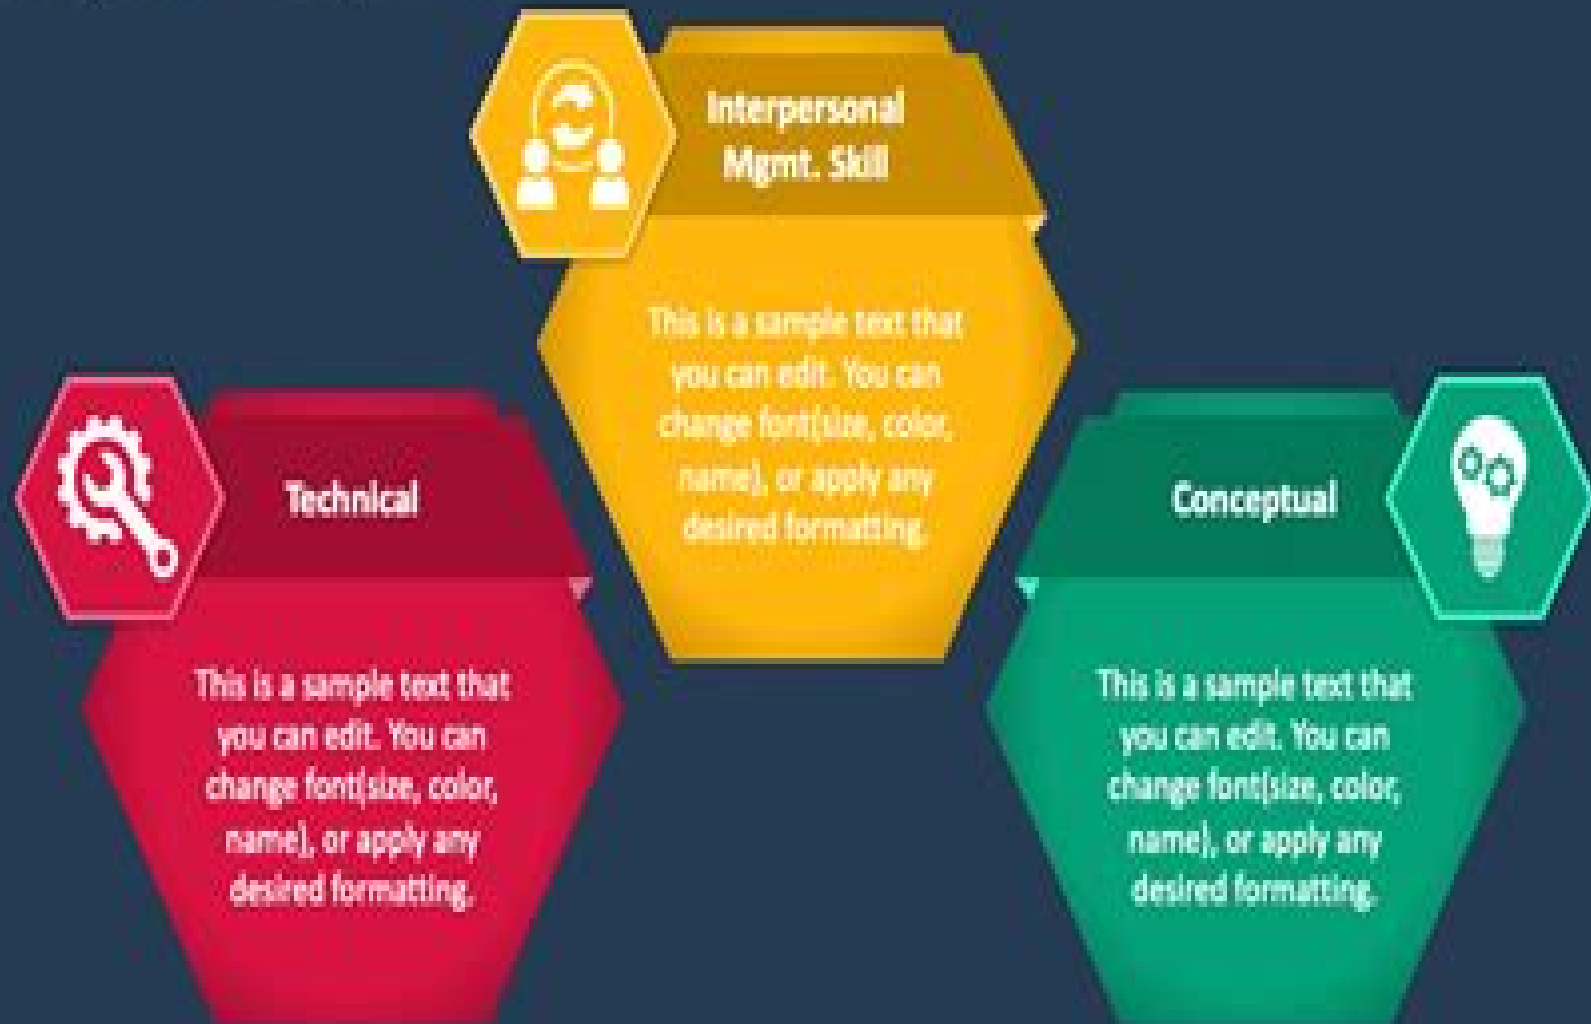 Interpersonal
Mgmt. Skill
This is a sample text that
you can edit. You can
change font(size, color,
name), or apply any
desired formatting.
Technical
This is a sample text that
you can edit. You can
change font(size, color,
name), or apply any
desired formatting.
Conceptual
This is a sample text that
you can edit. You can
change font(size, color,
name), or apply any
desired formatting.